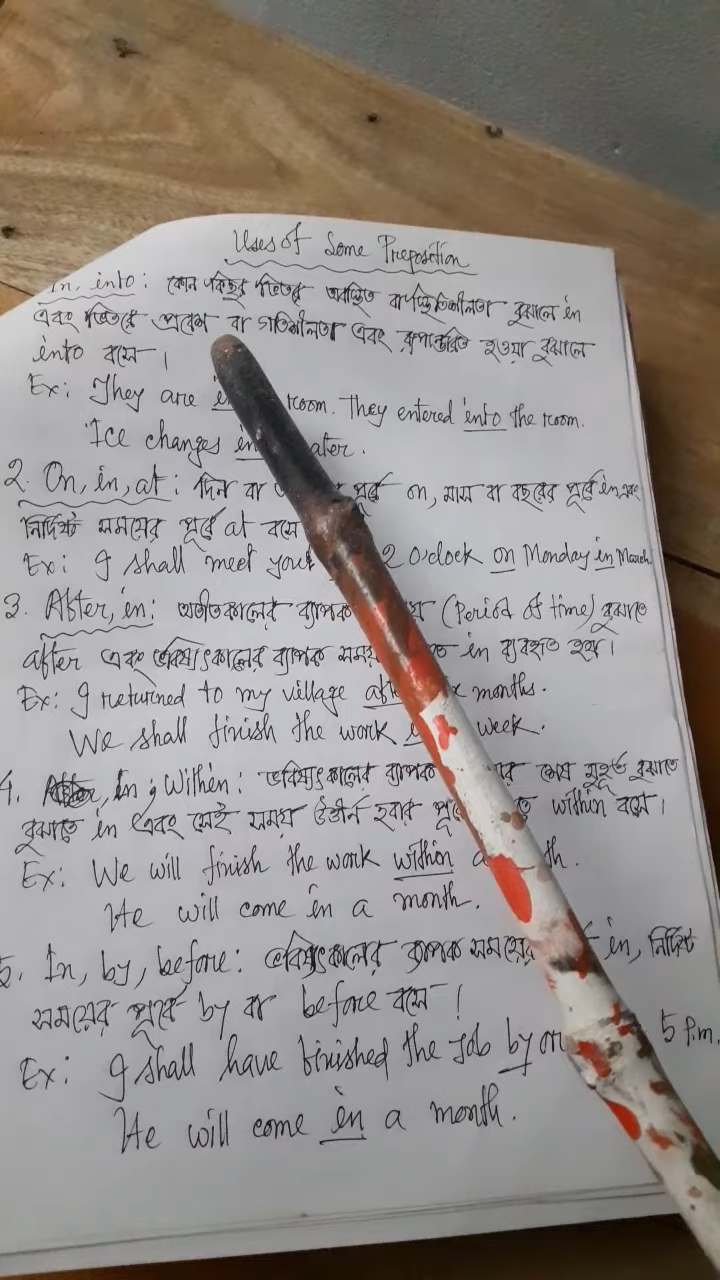 Uses of Some Preposition
In, into: কোন কিছুর ভিতরে অবস্থিত বা স্থিতিশীলতা বুঝালে in
এবং ভিতরে প্রবেশ বা গতিশীলতা এবং রূপান্তরিত হওয়া বুঝালে
into বসে।
Ex: They are room. They entered into the room.
Ice changes
2. On, in, at: দিন বা পূর্বে on, মাস বা বছরের পূর্বে in এবং
নির্দিষ্ট সময়ের পূর্বে at বসে
Ex: I shall meet you 2 O'clock on Monday in March
3. After, in: অতীতকালের ব্যাপক (Period of time) বুঝাতে
after এবং ভবিষ্যৎকালের ব্যাপক সময় in ব্যবহৃত হয়।
Ex: I returned to my village months.
We shall finish the work week.
4. In, Within: ভবিষ্যৎকালের ব্যাপক শেষ মুহূর্ত বুঝাতে
বুঝাতে in এবং সেই সময় উত্তীর্ন হবার within বসে।
Ex: We will finish the work within a
He will come in a month.
5. In, by, before: ভবিষ্যৎকালের ব্যাপক সময়ের in, নির্দিষ্ট
সময়ের পূর্বে by বা before বসে।
Ex: I shall have finished the job by or 5 p.m.
He will come in a month.